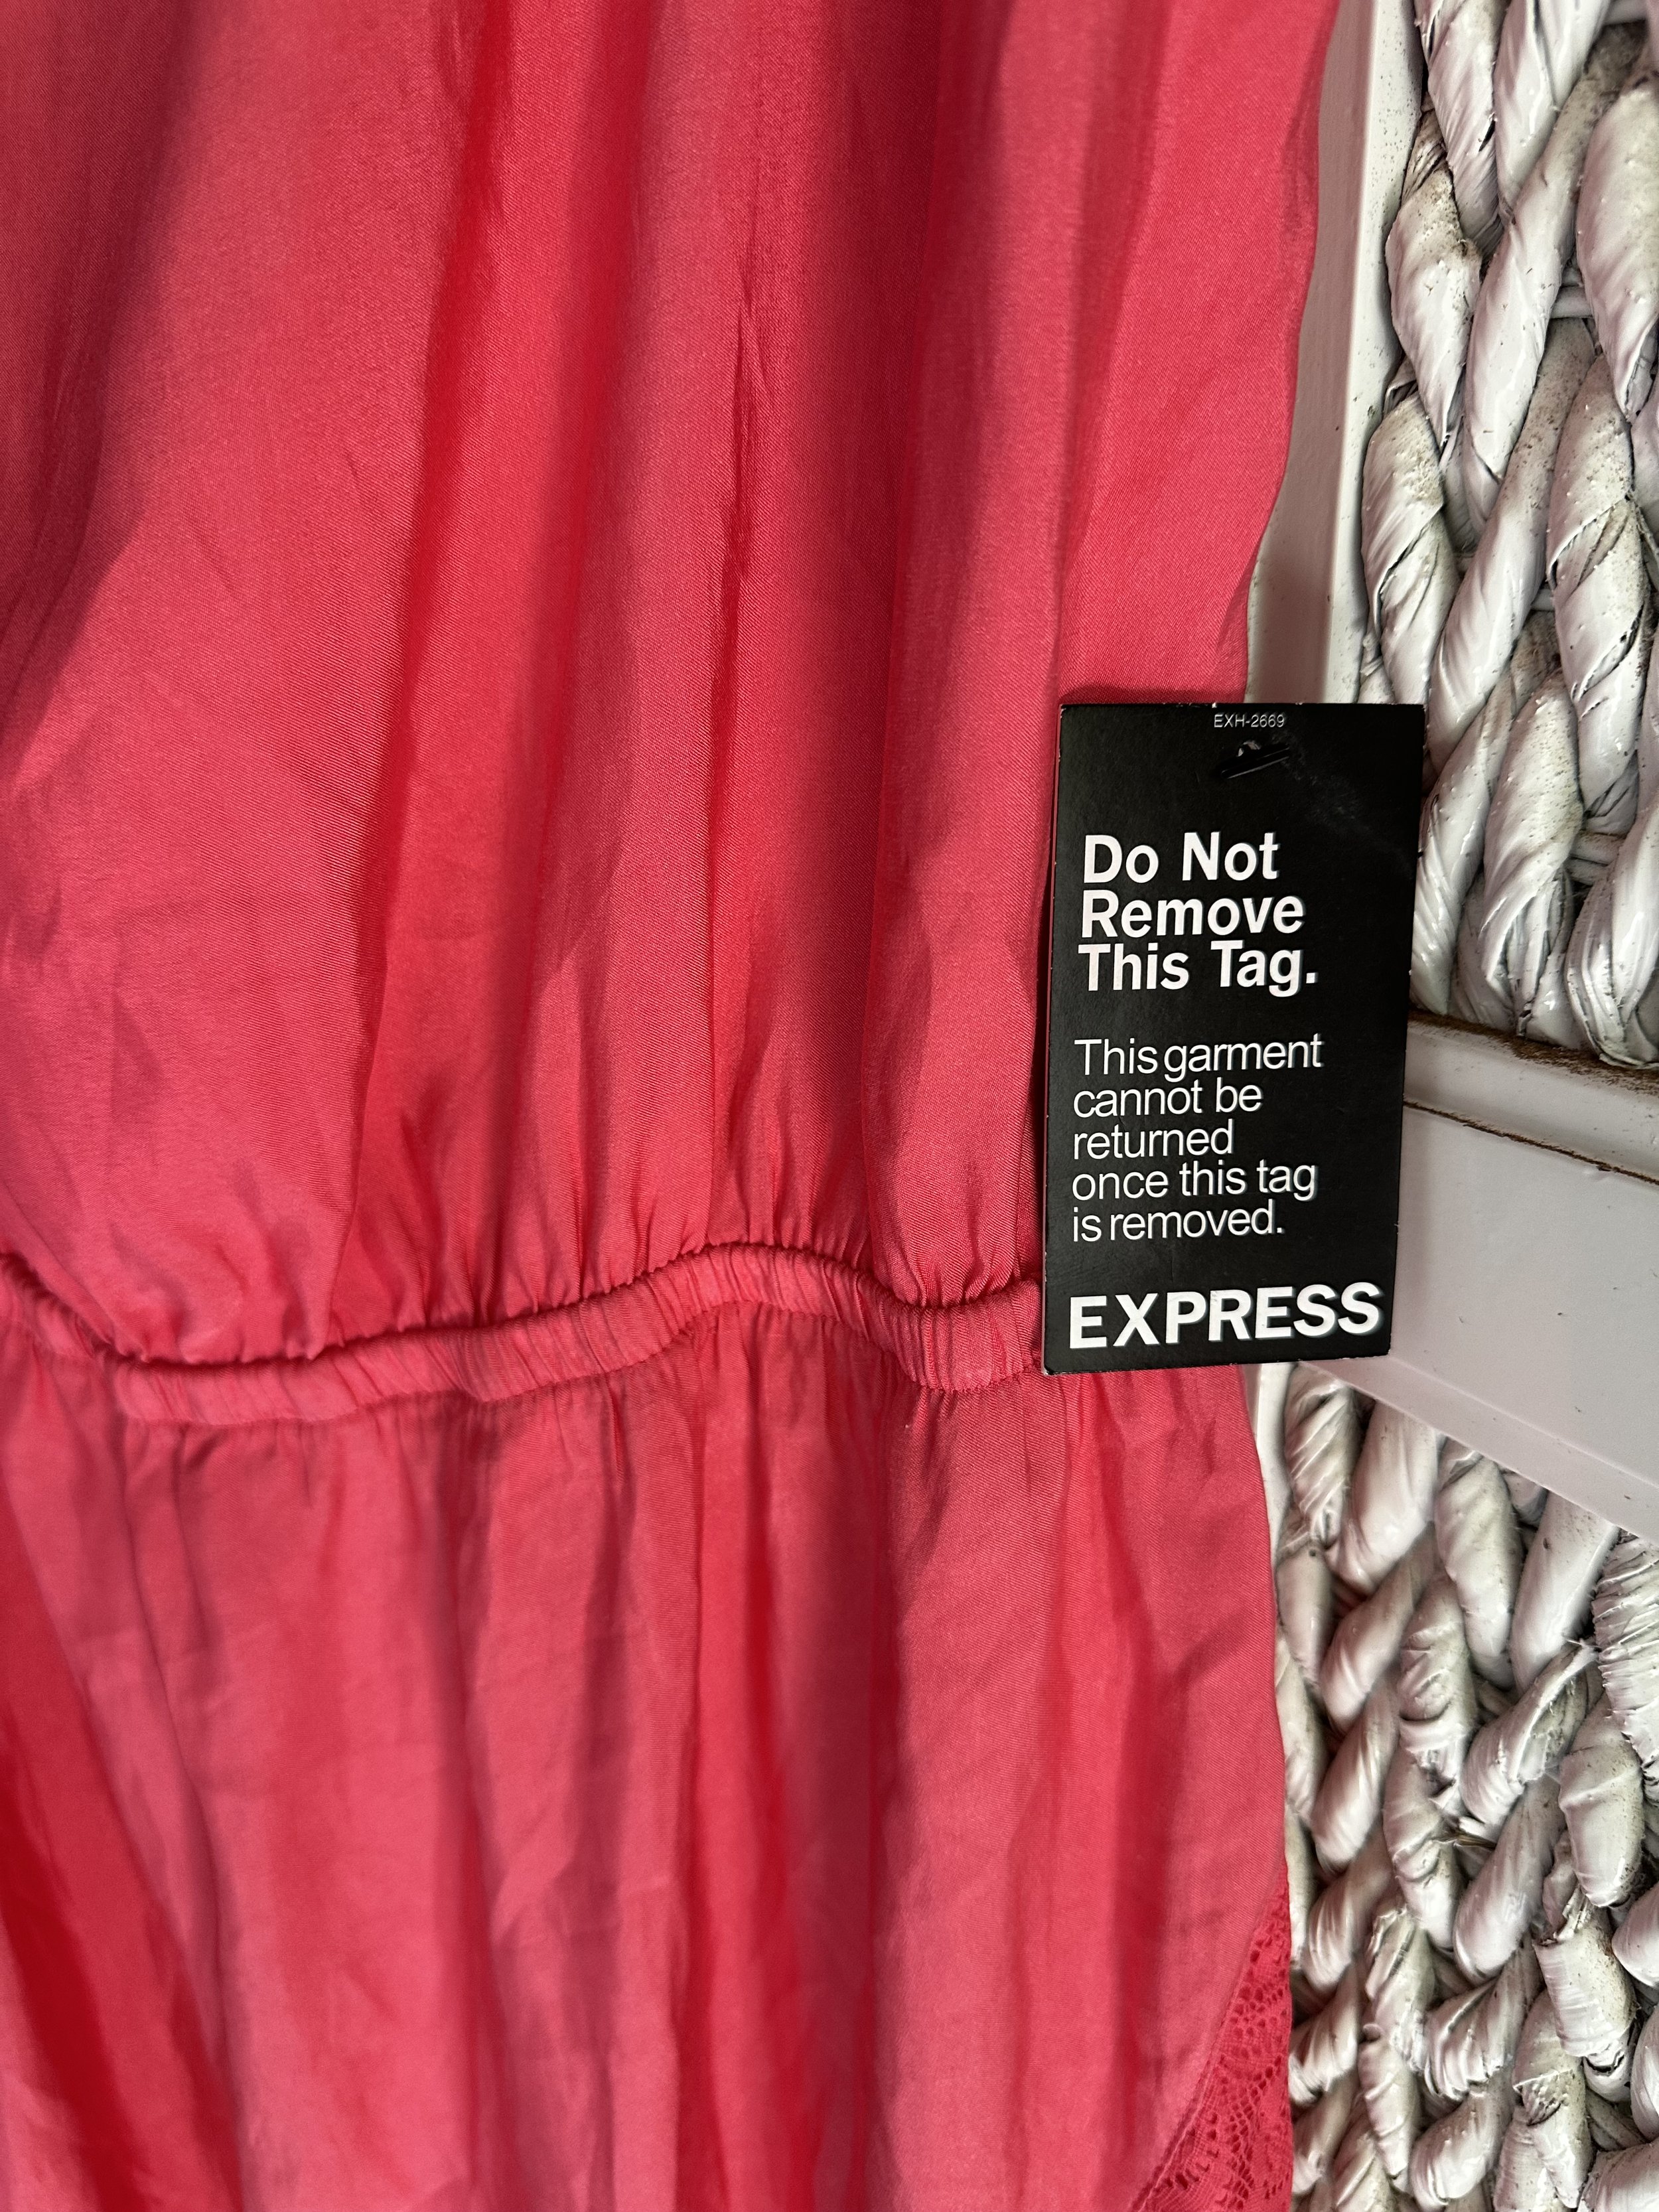 EXH-2669
Do Not
Remove
This Tag.
This garment
cannot be
returned
once this tag
is removed.
EXPRESS